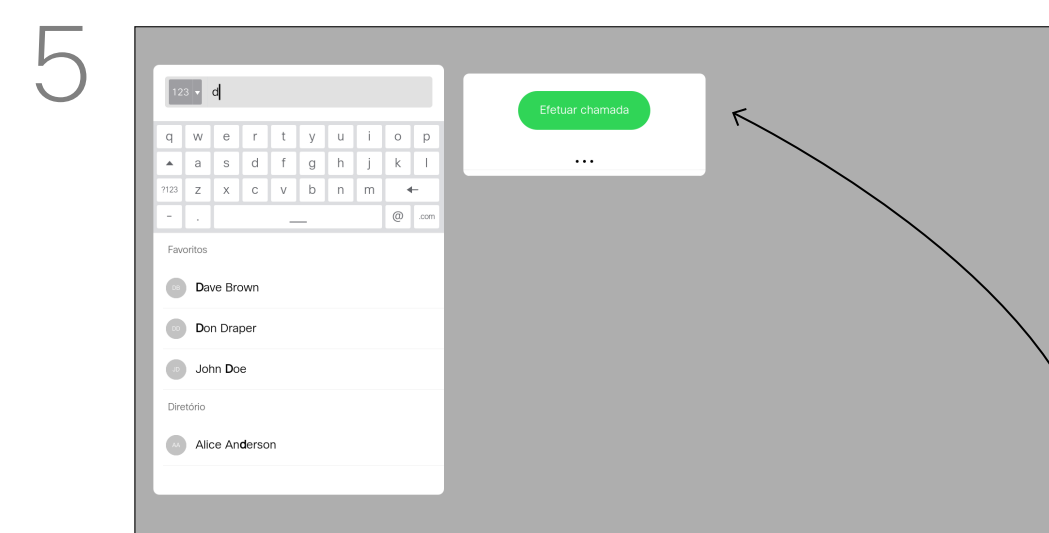 5
123 d
Efetuar chamada
...
q w e r t y u i o p
a s d f g h j k l
?123 z x c v b n m
- . @ .com
Favoritos
DB Dave Brown
DD Don Draper
JD John Doe
Diretório
AA Alice Anderson